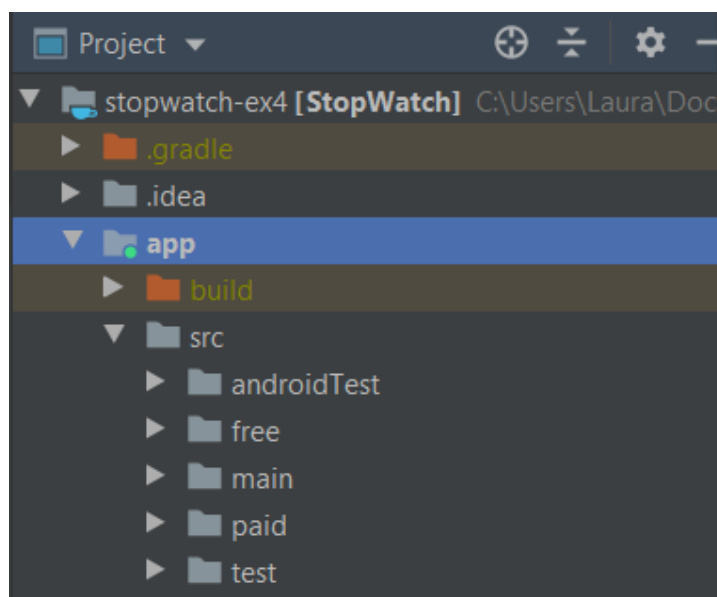 Project
stopwatch-ex4 [StopWatch] C:\Users\Laura\Doc
.gradle
.idea
app
build
src
androidTest
free
main
paid
test